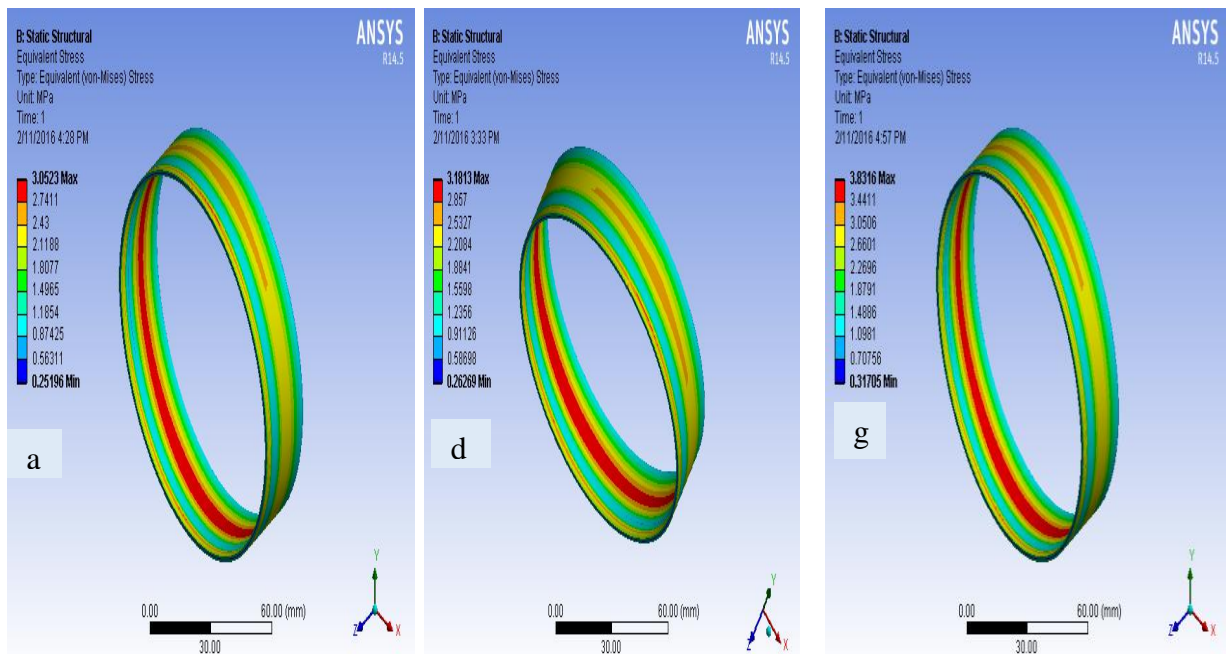 B: Static Structural
Equivalent Stress
Type: Equivalent (von-Mises) Stress
Unit: MPa
Time: 1
2/11/2016 4:28 PM
ANSYS
R14.5
3.0523 Max
2.7411
2.43
2.1188
1.8077
1.4965
1.1854
0.87425
0.56311
0.25196 Min
a
0.00
60.00 (mm)
30.00
Y
Z
X
B: Static Structural
Equivalent Stress
Type: Equivalent (von-Mises) Stress
Unit: MPa
Time: 1
2/11/2016 3:33 PM
ANSYS
R14.5
3.1813 Max
2.857
2.5327
2.2084
1.8841
1.5598
1.2356
0.91126
0.58698
0.26269 Min
d
0.00
60.00 (mm)
30.00
Y
Z
X
B: Static Structural
Equivalent Stress
Type: Equivalent (von-Mises) Stress
Unit: MPa
Time: 1
2/11/2016 4:57 PM
ANSYS
R14.5
3.8316 Max
3.4411
3.0506
2.6601
2.2696
1.8791
1.4886
1.0981
0.70756
0.31705 Min
g
0.00
60.00 (mm)
30.00
Y
Z
X